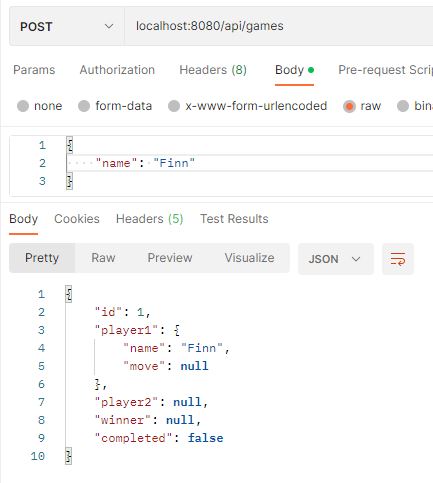 POST localhost:8080/api/games
Params Authorization Headers (8) Body Pre-request Scrip
none form-data x-www-form-urlencoded raw bin
1 {
2 ····"name":·"Finn"
3 }
Body Cookies Headers (5) Test Results
Pretty Raw Preview Visualize JSON
1 {
2     "id": 1,
3     "player1": {
4         "name": "Finn",
5         "move": null
6     },
7     "player2": null,
8     "winner": null,
9     "completed": false
10 }